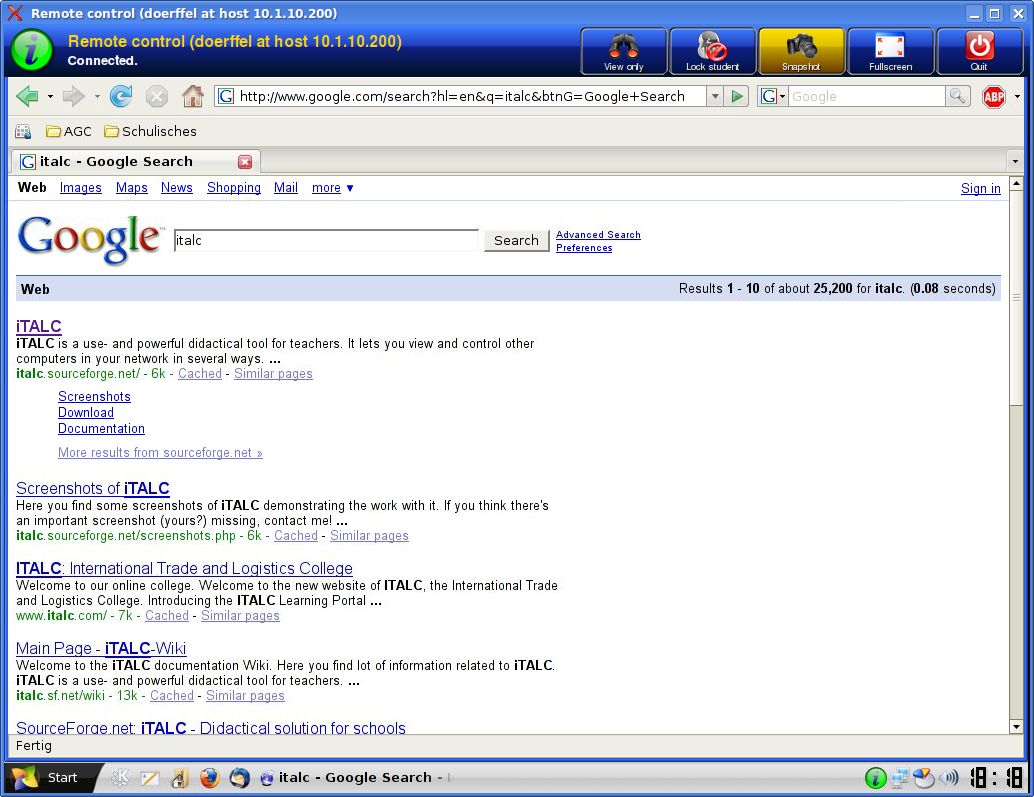 Remote control (doerffel at host 10.1.10.200)
Remote control (doerffel at host 10.1.10.200)
Connected.
View only
Lock student
Snapshot
Fullscreen
Quit
http://www.google.com/search?hl=en&q=italc&btnG=Google+Search
G
Google
ABP
AGC Schulisches
G italc - Google Search
Web Images Maps News Shopping Mail more ▼ Sign in
Google™ italc Search Advanced Search
Preferences
Web Results 1 - 10 of about 25,200 for italc. (0.08 seconds)
iTALC
iTALC is a use- and powerful didactical tool for teachers. It lets you view and control other
computers in your network in several ways. ...
italc.sourceforge.net/ - 6k - Cached - Similar pages
Screenshots
Download
Documentation
More results from sourceforge.net »
Screenshots of iTALC
Here you find some screenshots of iTALC demonstrating the work with it. If you think there's
an important screenshot (yours?) missing, contact me! ...
italc.sourceforge.net/screenshots.php - 6k - Cached - Similar pages
ITALC: International Trade and Logistics College
Welcome to our online college. Welcome to the new website of ITALC, the International Trade
and Logistics College. Introducing the ITALC Learning Portal ...
www.italc.com/ - 7k - Cached - Similar pages
Main Page - iTALC-Wiki
Welcome to the iTALC documentation Wiki. Here you find lot of information related to iTALC.
iTALC is a use- and powerful didactical tool for teachers. ...
italc.sf.net/wiki - 13k - Cached - Similar pages
SourceForge.net: iTALC - Didactical solution for schools
Fertig
Start italc - Google Search - 18:18